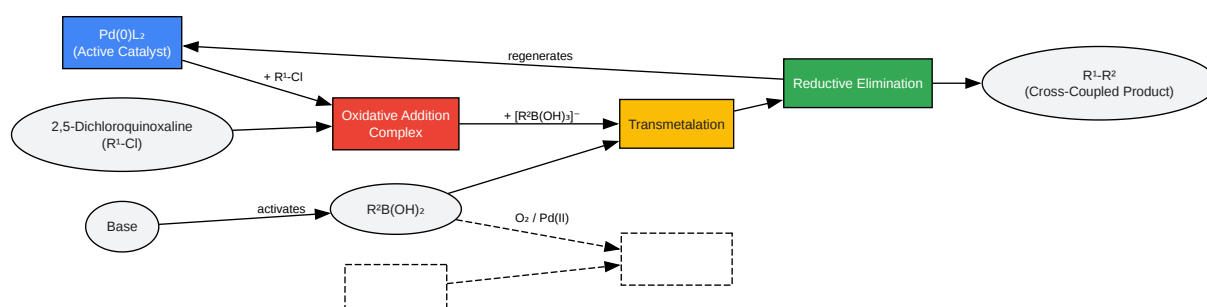 Pd(0)L₂
(Active Catalyst)
regenerates
+ R¹-Cl
Reductive Elimination
R¹-R²
(Cross-Coupled Product)
2,5-Dichloroquinoxaline
(R¹-Cl)
Oxidative Addition
Complex
+ [R²B(OH)₃]⁻
Transmetalation
Base
activates
R²B(OH)₂
O₂ / Pd(II)